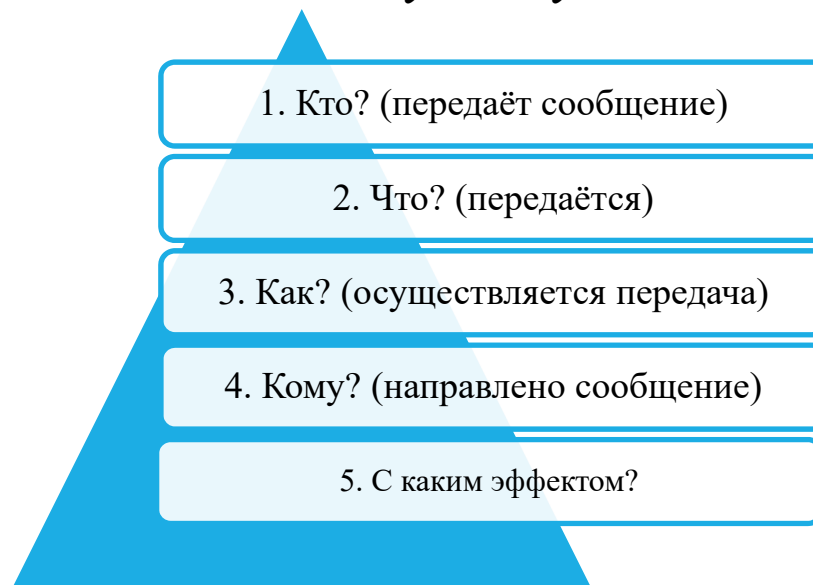 1. Кто? (передаёт сообщение)
2. Что? (передаётся)
3. Как? (осуществляется передача)
4. Кому? (направлено сообщение)
5. С каким эффектом?